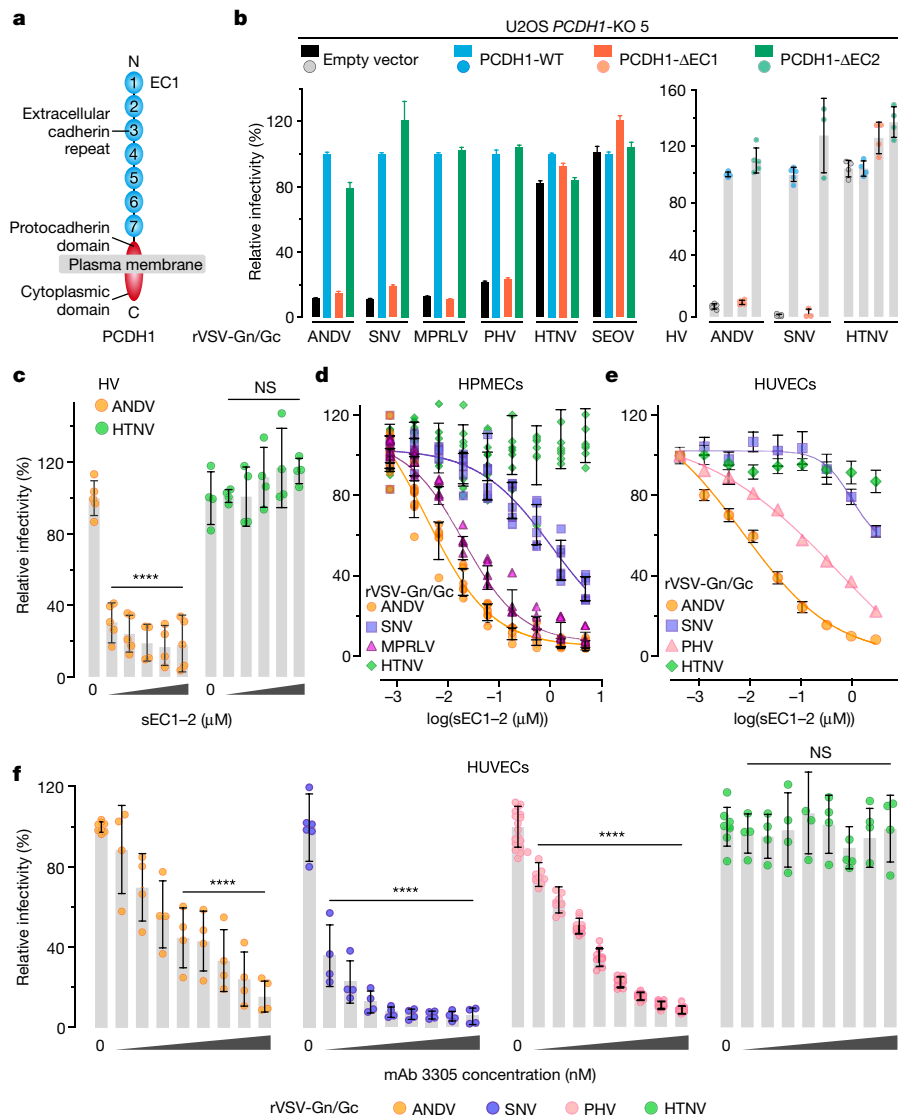 a
N
1
EC1
2
Extracellular
cadherin
repeat
3
4
5
6
7
Protocadherin
domain
Plasma membrane
Cytoplasmic
domain
C
PCDH1
b
U2OS PCDH1-KO 5
Empty vector
PCDH1-WT
PCDH1-ΔEC1
PCDH1-ΔEC2
Relative infectivity (%)
120
80
40
0
rVSV-Gn/Gc
ANDV
SNV
MPRLV
PHV
HTNV
SEOV
160
120
80
40
0
HV
ANDV
SNV
HTNV
c
HV
ANDV
HTNV
NS
****
Relative infectivity (%)
120
80
40
0
0
0
sEC1–2 (μM)
d
HPMECs
120
80
40
0
rVSV-Gn/Gc
ANDV
SNV
MPRLV
HTNV
–3 –2 –1 0 1
log(sEC1–2 (μM))
e
HUVECs
120
80
40
0
rVSV-Gn/Gc
ANDV
SNV
PHV
HTNV
–3 –2 –1 0 1
log(sEC1–2 (μM))
f
HUVECs
Relative infectivity (%)
120
80
40
0
****
****
****
NS
0
0
0
0
mAb 3305 concentration (nM)
rVSV-Gn/Gc
ANDV
SNV
PHV
HTNV